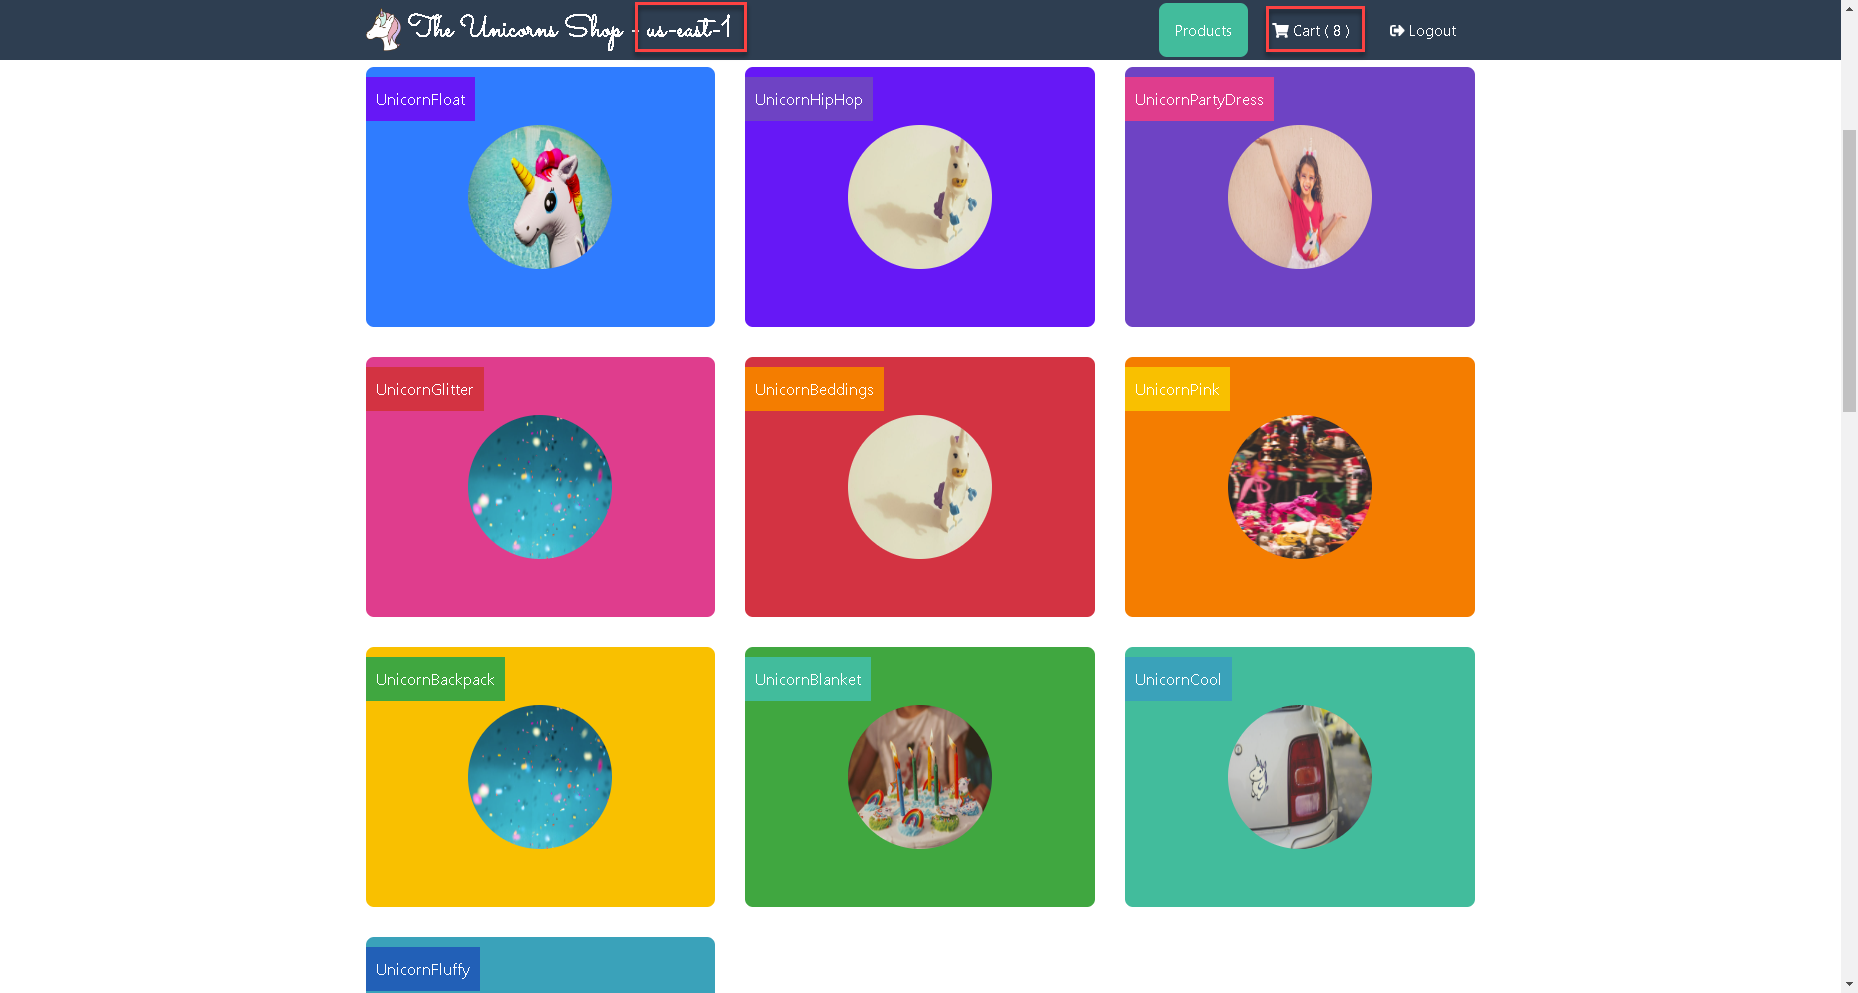 The Unicorns Shop - us-east-1
Products
Cart ( 8 )
Logout
UnicornFloat
UnicornHipHop
UnicornPartyDress
UnicornGlitter
UnicornBeddings
UnicornPink
UnicornBackpack
UnicornBlanket
UnicornCool
UnicornFluffy